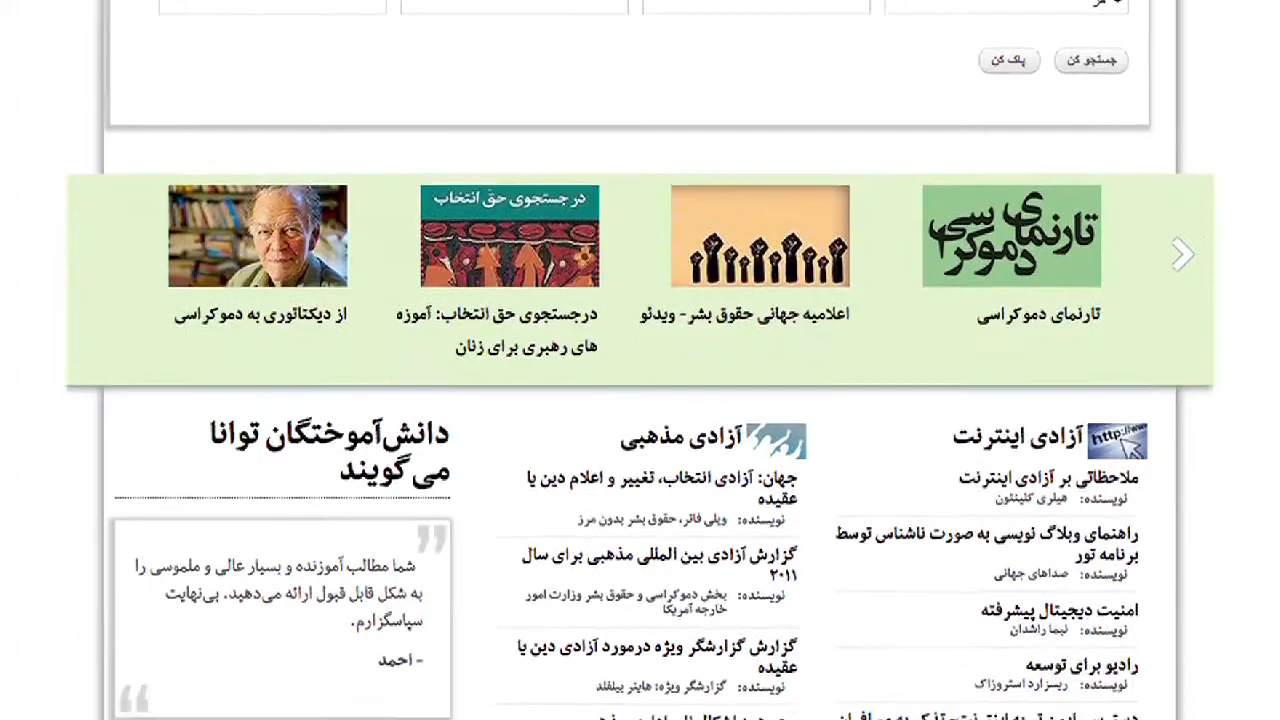 جستجو کن
پاک کن
تارنمای دموکراسی
در جستجوی حق انتخاب
تارنمای دموکراسی
اعلامیه جهانی حقوق بشر- ویدئو
درجستجوی حق انتخاب: آموزه
های رهبری برای زنان
از دیکتاتوری به دموکراسی
آزادی اینترنت
http://ww
ملاحظاتی بر آزادی اینترنت
نویسنده: هیلری کلینتون
راهنمای وبلاگ نویسی به صورت ناشناس توسط
برنامه تور
نویسنده: صداهای جهانی
امنیت دیجیتال پیشرفته
نویسنده: نیما راشدان
رادیو برای توسعه
نویسنده: ریسزارد استروزاک
آزادی مذهبی
جهان: آزادی انتخاب، تغییر و اعلام دین یا
عقیده
نویسنده: ویلی فاتر، حقوق بشر بدون مرز
گزارش آزادی بین المللی مذهبی برای سال
۲۰۱۱
نویسنده: بخش دموکراسی و حقوق بشر وزارت امور
خارجه آمریکا
گزارش گزارشگر ویژه درمورد آزادی دین یا
عقیده
نویسنده: گزارشگر ویژه: هاینر بیلفلد
دانش‌آموختگان توانا
می‌گویند
شما مطالب آموزنده و بسیار عالی و ملموسی را
به شکل قابل قبول ارائه می‌دهید. بی‌نهایت
سپاسگزارم.
- احمد